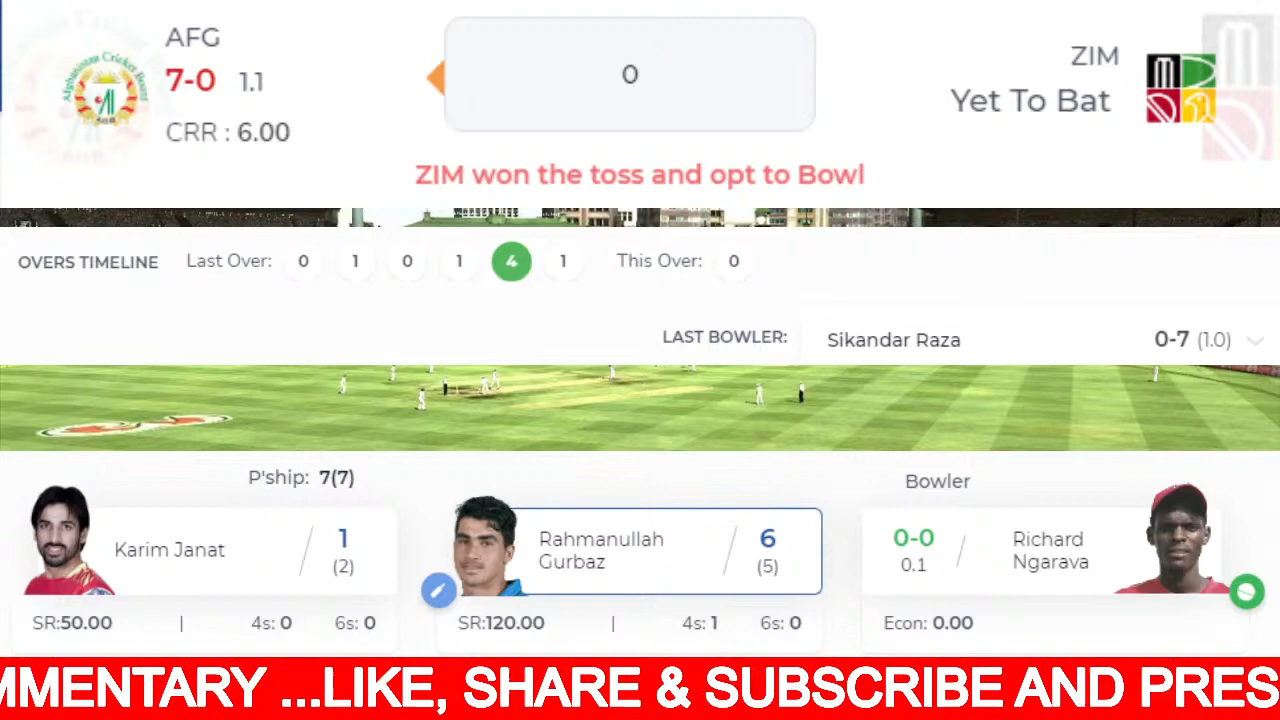 AFG
7-0 1.1
CRR : 6.00
0
ZIM
Yet To Bat
Afghanistan Cricket Board
ZIM won the toss and opt to Bowl
OVERS TIMELINE Last Over: 0 1 0 1 4 1 This Over: 0
LAST BOWLER: Sikandar Raza 0-7 (1.0)
P'ship: 7(7)
Karim Janat 1 (2)
SR:50.00 | 4s: 0 6s: 0
Rahmanullah Gurbaz 6 (5)
SR:120.00 | 4s: 1 6s: 0
Bowler
0-0 0.1 Richard Ngarava
Econ: 0.00
MMENTARY ...LIKE, SHARE & SUBSCRIBE AND PRES